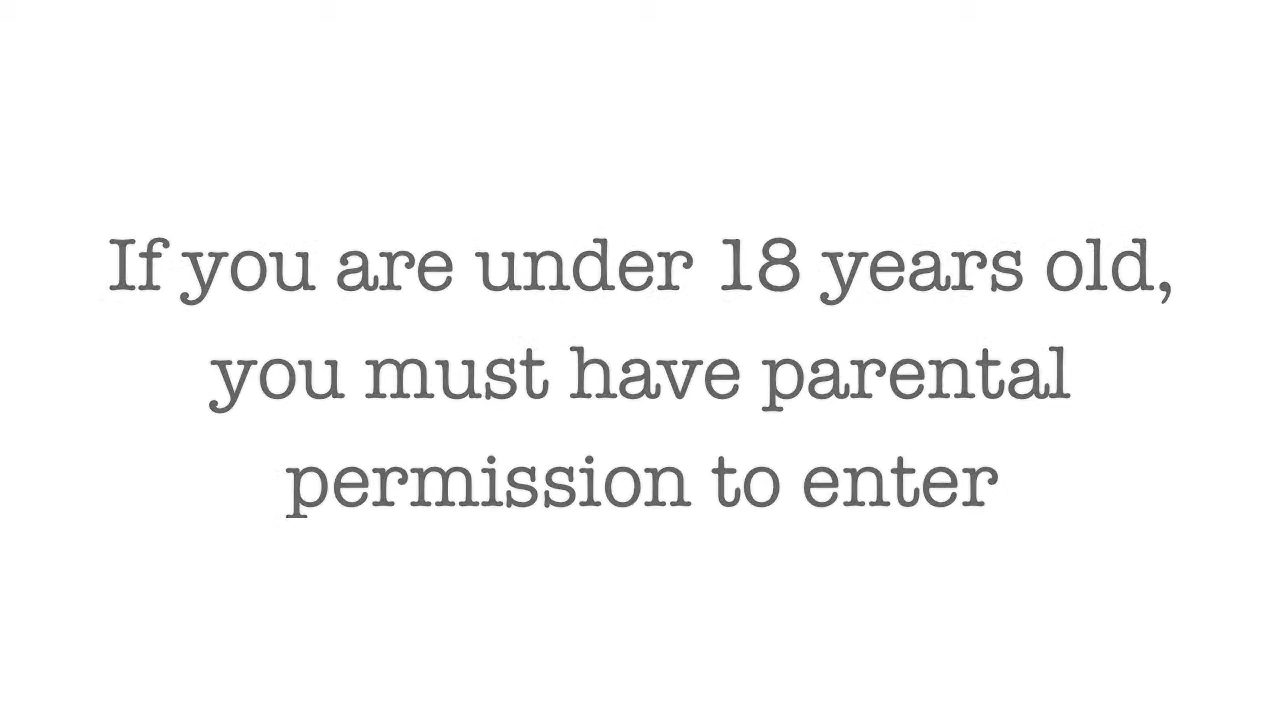 If you are under 18 years old,
you must have parental
permission to enter